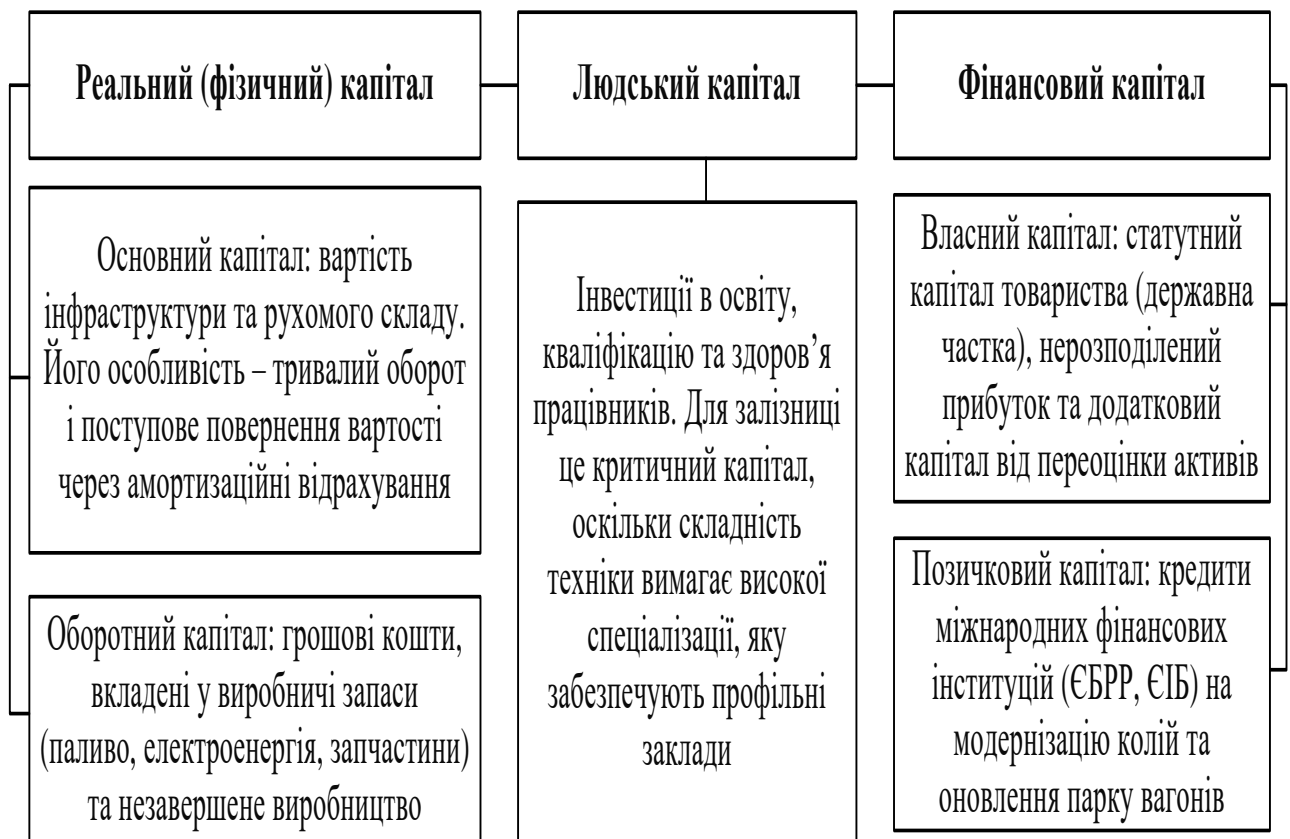 Реальний (фізичний) капітал
Основний капітал: вартість
інфраструктури та рухомого складу.
Його особливість – тривалий оборот
і поступове повернення вартості
через амортизаційні відрахування
Оборотний капітал: грошові кошти,
вкладені у виробничі запаси
(паливо, електроенергія, запчастини)
та незавершене виробництво
Людський капітал
Інвестиції в освіту,
кваліфікацію та здоров’я
працівників. Для залізниці
це критичний капітал,
оскільки складність
техніки вимагає високої
спеціалізації, яку
забезпечують профільні
заклади
Фінансовий капітал
Власний капітал: статутний
капітал товариства (державна
частка), нерозподілений
прибуток та додатковий
капітал від переоцінки активів
Позичковий капітал: кредити
міжнародних фінансових
інституцій (ЄБРР, ЄІБ) на
модернізацію колій та
оновлення парку вагонів